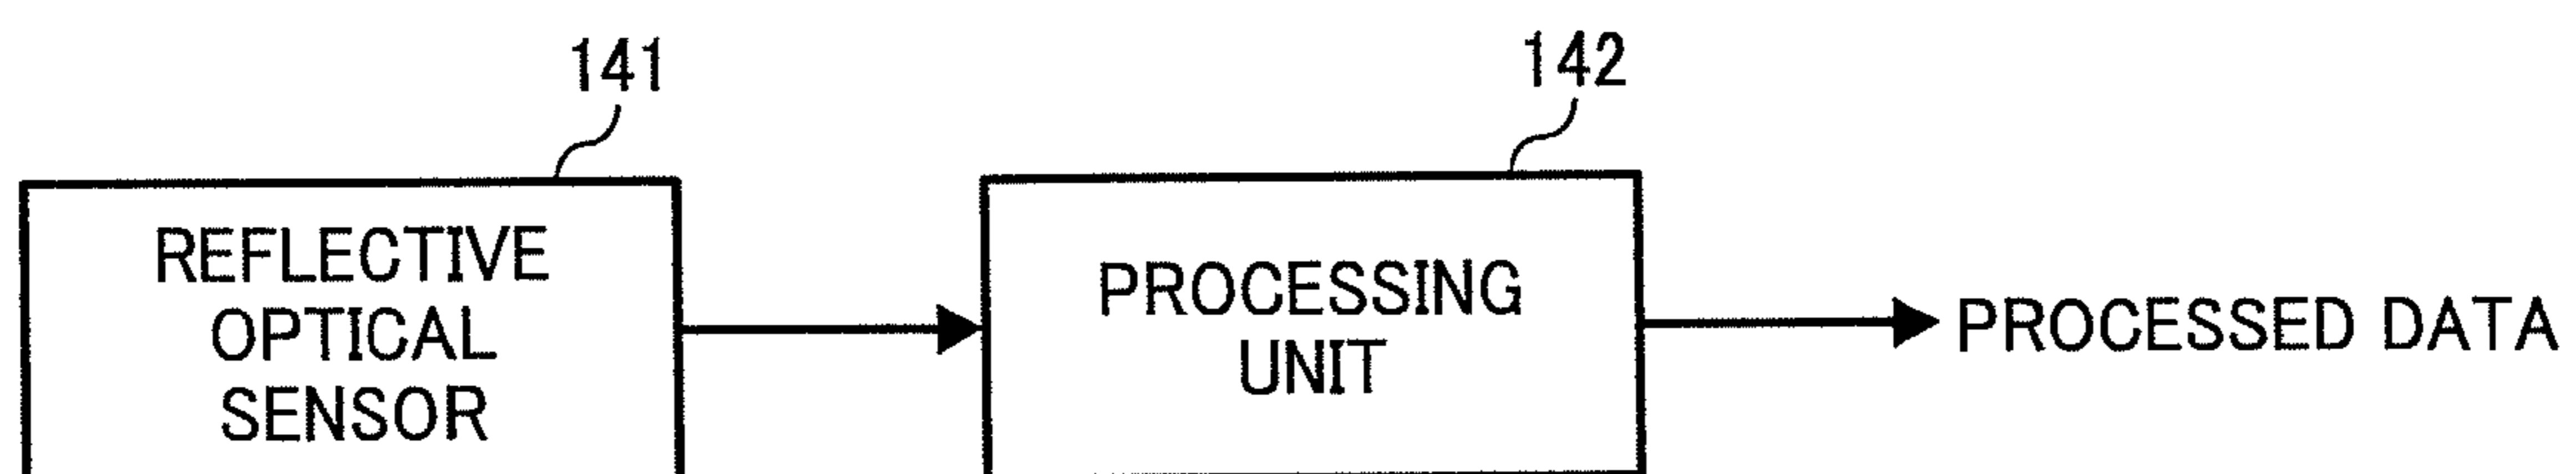 141
142
REFLECTIVE
OPTICAL
SENSOR
PROCESSING
UNIT
PROCESSED DATA